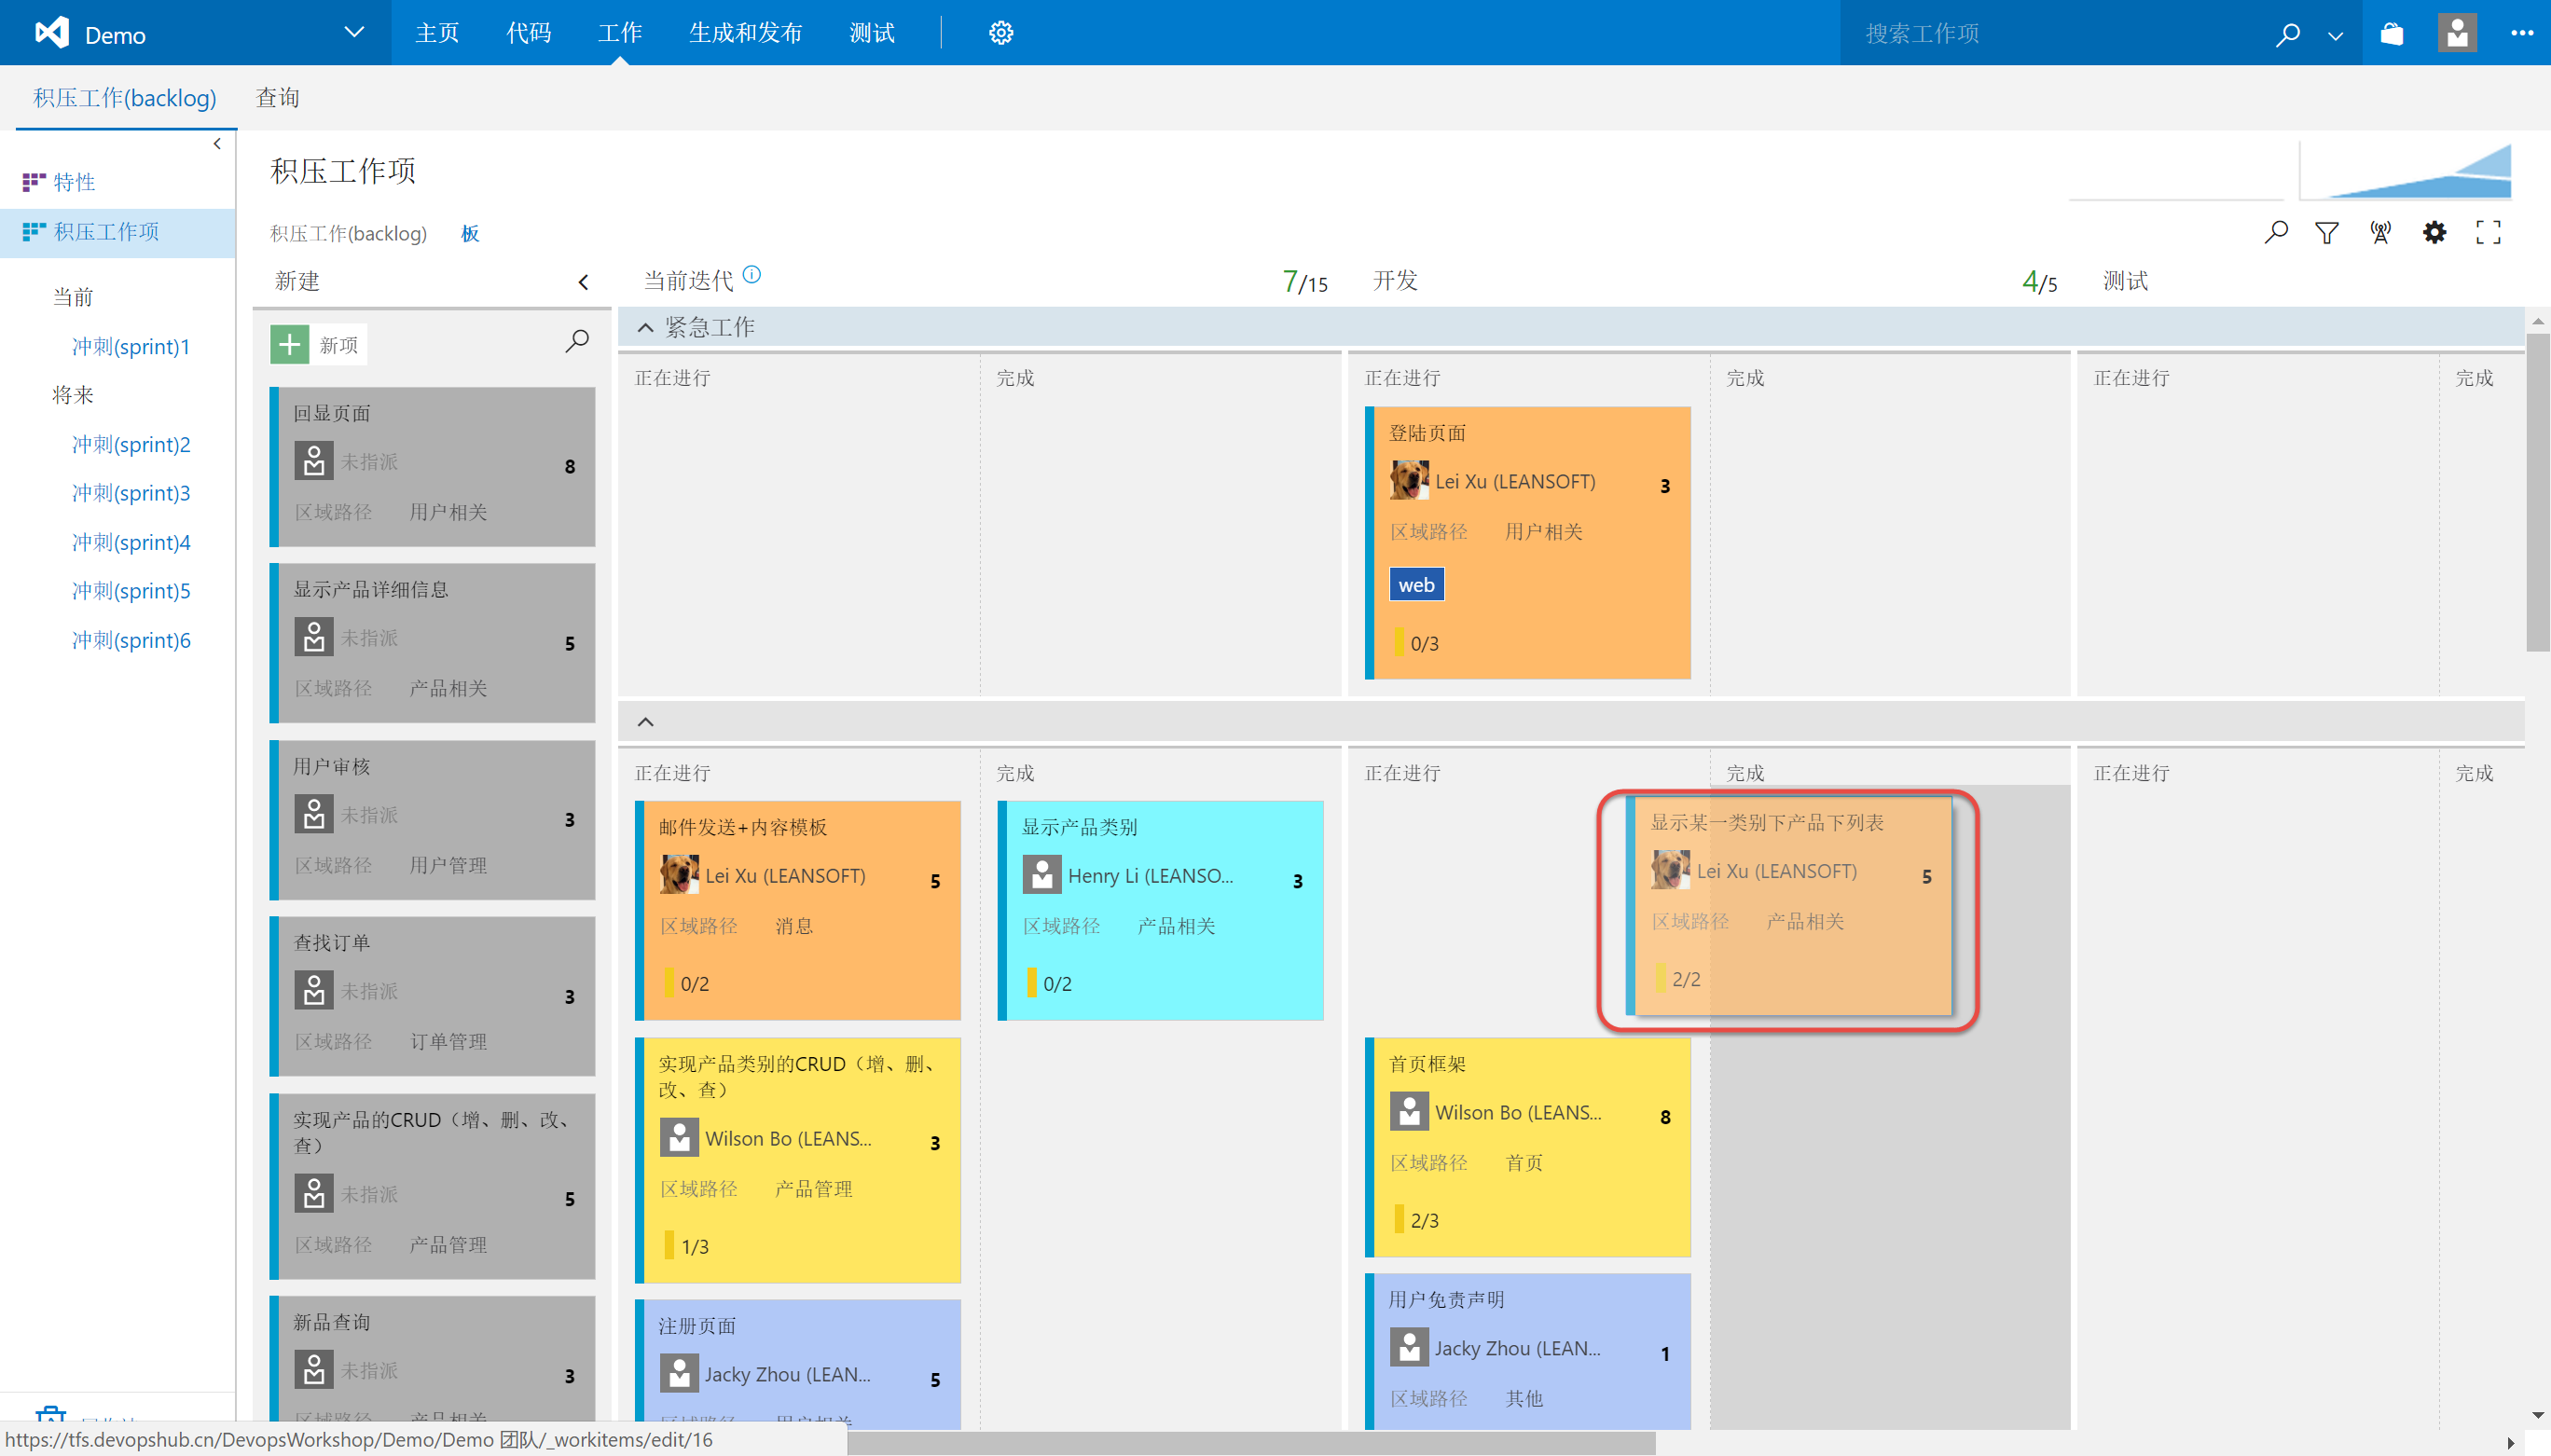 Demo
主页 代码 工作 生成和发布 测试
搜索工作项
积压工作(backlog) 查询
特性
积压工作项
当前
冲刺(sprint)1
将来
冲刺(sprint)2
冲刺(sprint)3
冲刺(sprint)4
冲刺(sprint)5
冲刺(sprint)6
积压工作项
积压工作(backlog) 板
新建
当前迭代 7/15
开发 4/5
测试
新项
回显页面
未指派 8
区域路径 用户相关
显示产品详细信息
未指派 5
区域路径 产品相关
用户审核
未指派 3
区域路径 用户管理
查找订单
未指派 3
区域路径 订单管理
实现产品的CRUD（增、删、改、
查）
未指派 5
区域路径 产品管理
新品查询
未指派 3
区域路径 产品相关
紧急工作
正在进行 完成 正在进行 完成 正在进行 完成
登陆页面
Lei Xu (LEANSOFT) 3
区域路径 用户相关
web
0/3
正在进行 完成 正在进行 完成 正在进行 完成
邮件发送+内容模板
Lei Xu (LEANSOFT) 5
区域路径 消息
0/2
实现产品类别的CRUD（增、删、
改、查）
Wilson Bo (LEANS... 3
区域路径 产品管理
1/3
注册页面
Jacky Zhou (LEAN... 5
区域路径 用户相关
显示产品类别
Henry Li (LEANSO... 3
区域路径 产品相关
0/2
显示某一类别下产品下列表
Lei Xu (LEANSOFT) 5
区域路径 产品相关
2/2
首页框架
Wilson Bo (LEANS... 8
区域路径 首页
2/3
用户免责声明
Jacky Zhou (LEAN... 1
区域路径 其他
https://tfs.devopshub.cn/DevopsWorkshop/Demo/Demo 团队/_workitems/edit/16